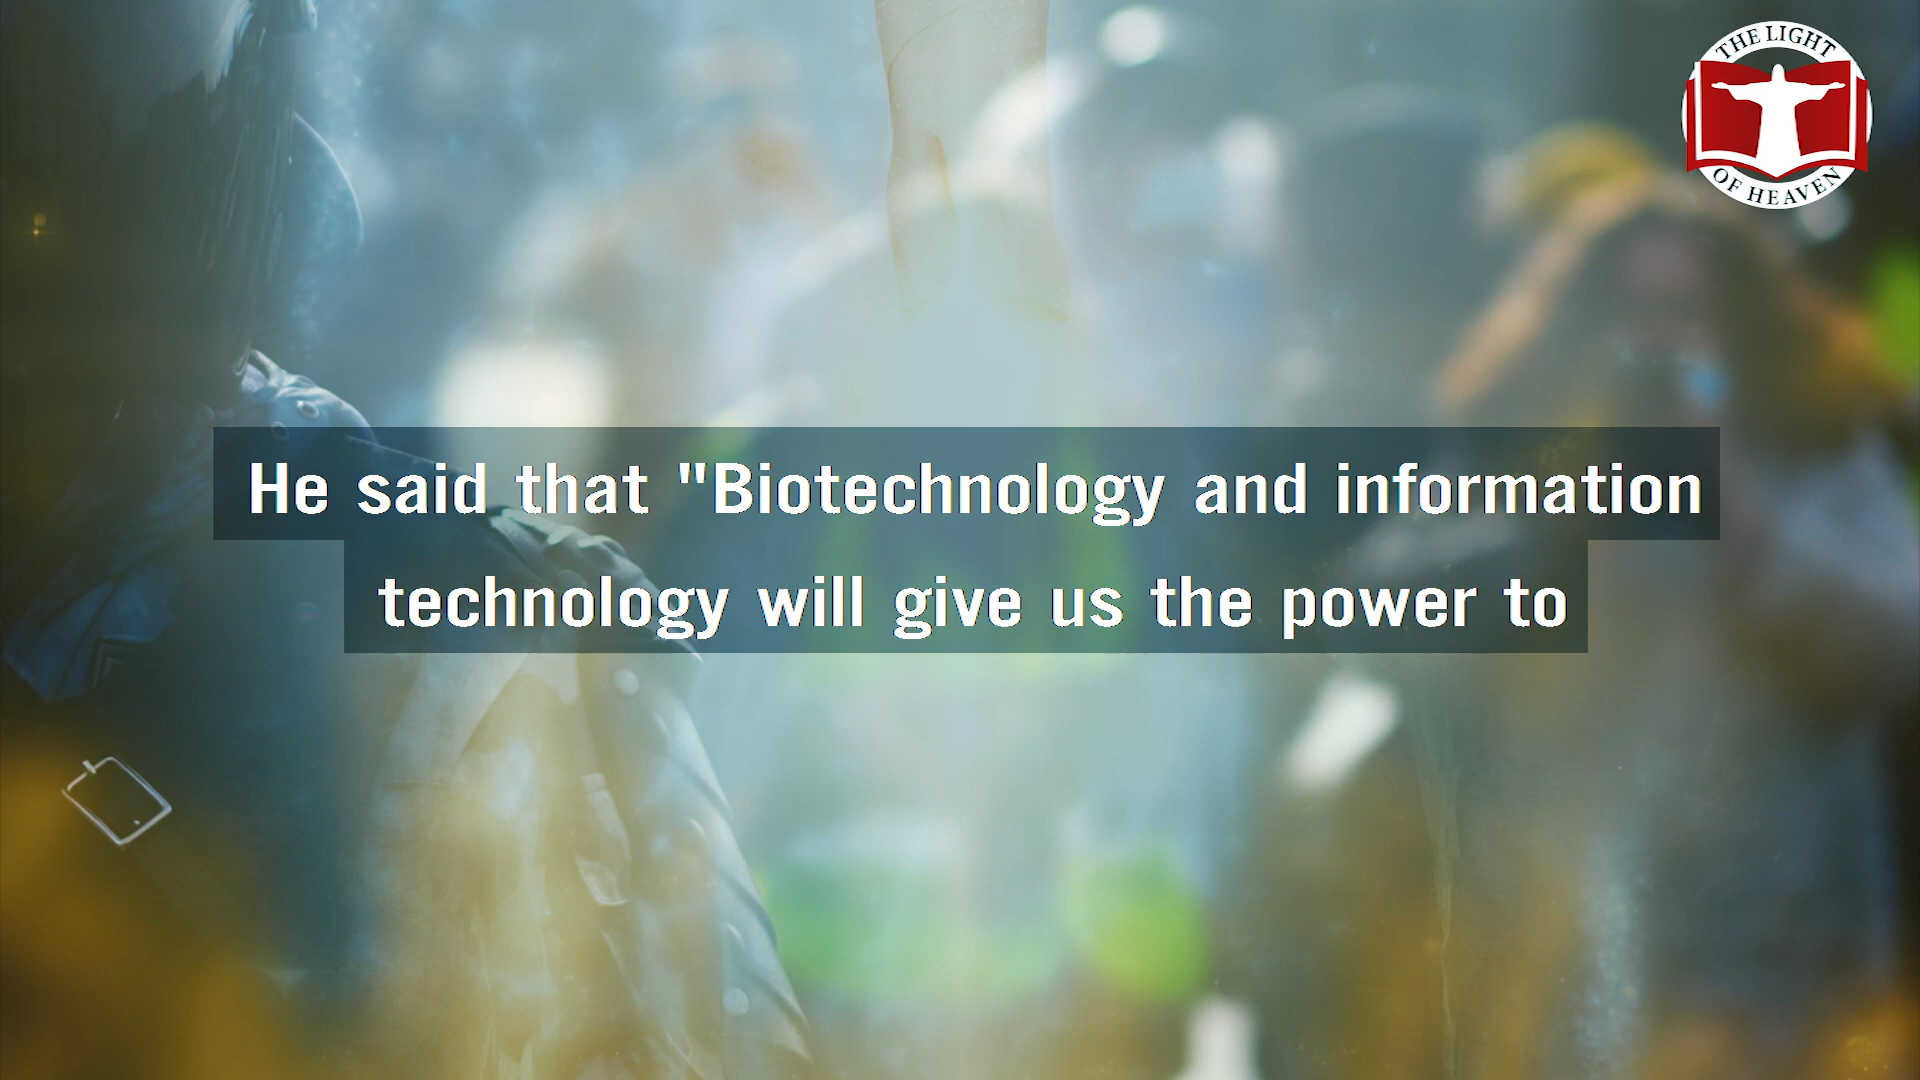 THE LIGHT
OF HEAVEN
He said that "Biotechnology and information
technology will give us the power to